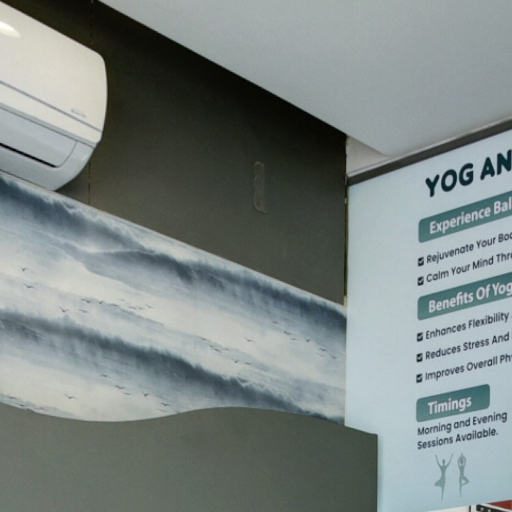 YOG AN
Experience Bal
Rejuvenate Your Bo
Calm Your Mind Thr
Benefits Of Yog
Enhances Flexibility
Reduces Stress And
Improves Overall Ph
Timings
Morning and Evening
Sessions Available.